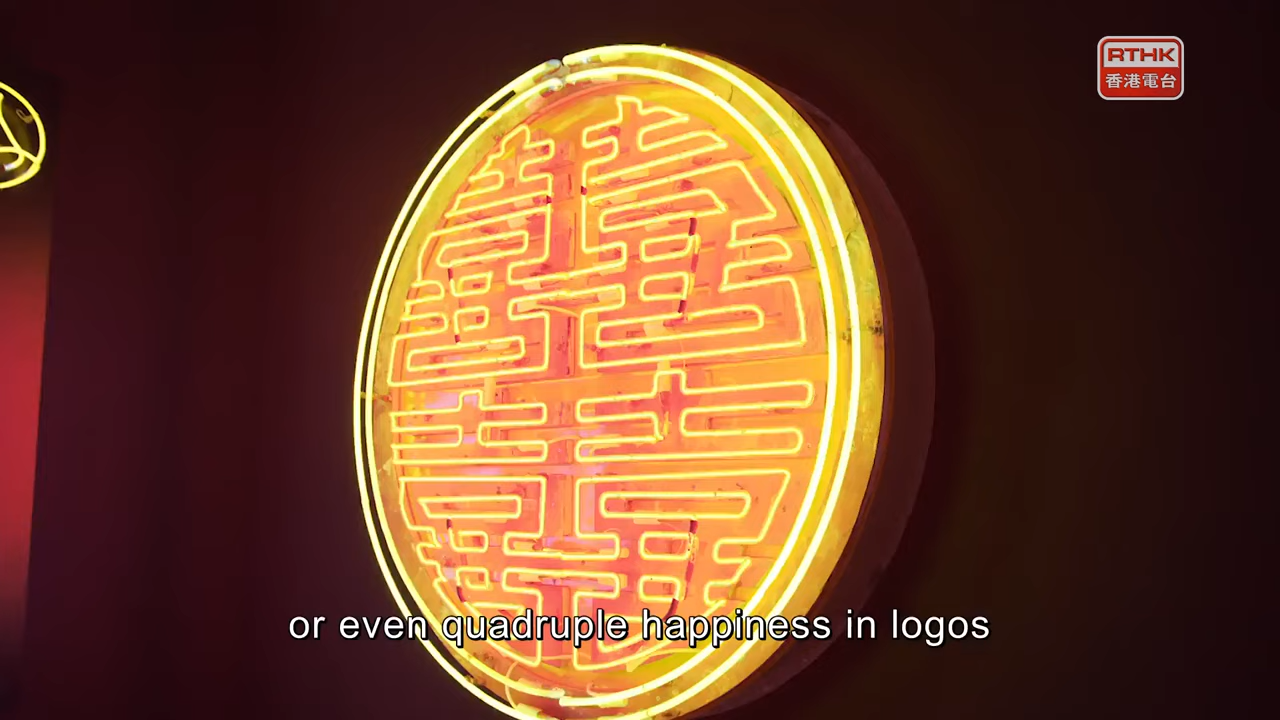 RTHK
香港電台
or even quadruple happiness in logos